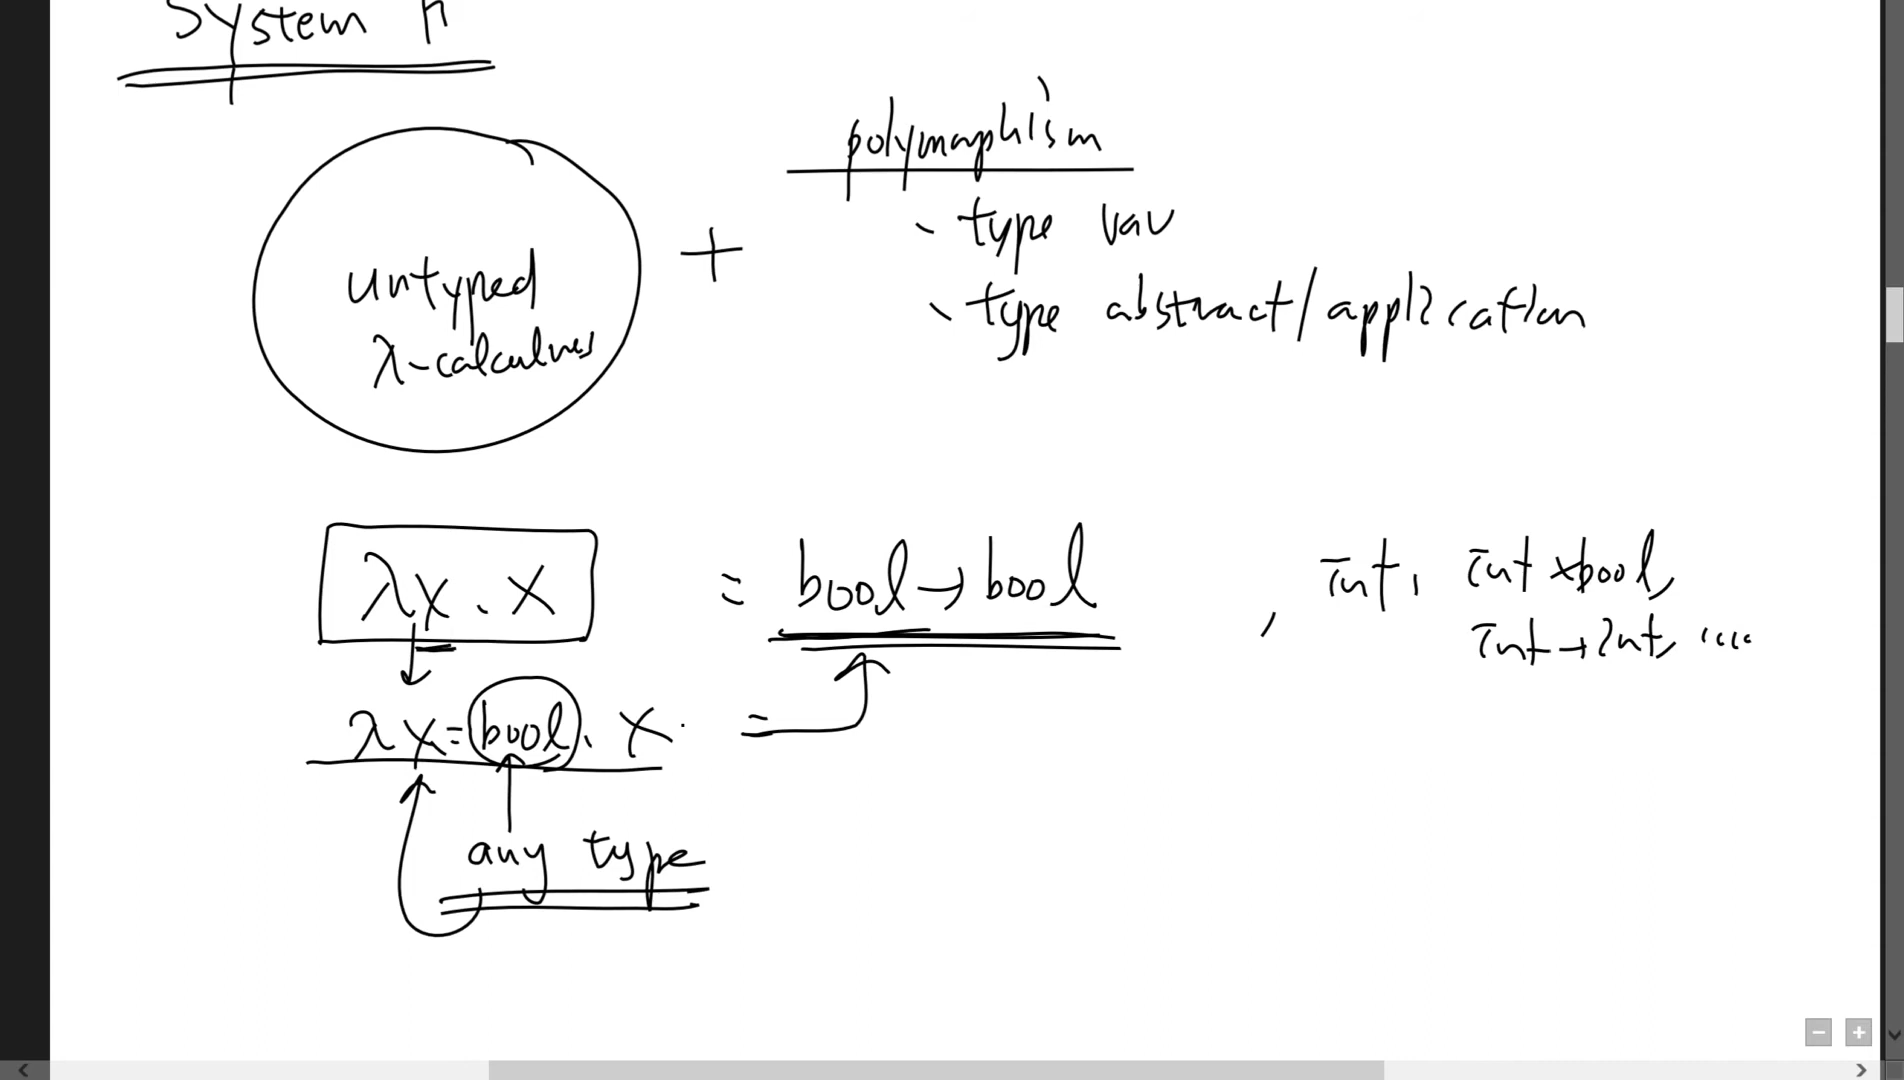 System F
polymorphism
- type var
- type abstract/application
+
untyped
λ-calculus
λx.x : bool→bool , int, int×bool,
int→int, ....
λx:bool.x :
any type